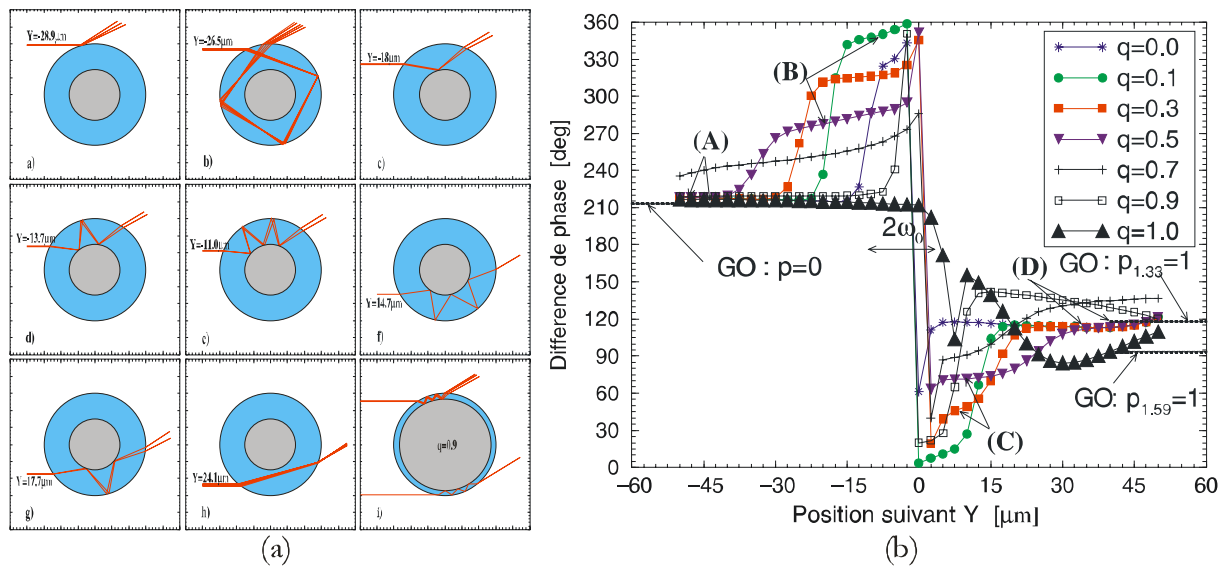 Y=-28.9µm
a)
Y=-26.5µm
b)
Y=-18µm
c)
Y=-13.7µm
d)
Y=-11.0µm
e)
Y=14.7µm
f)
Y=17.7µm
g)
Y=24.1µm
h)
q=0.9
i)
(a)
Difference de phase [deg]
360
330
300
270
240
210
180
150
120
90
60
30
0
−60 −45 −30 −15 0 15 30 45 60
Position suivant Y [µm]
(A)
(B)
(C)
(D)
2ω₀
GO : p=0
GO : p₁.₃₃=1
GO: p₁.₅₉=1
q=0.0
q=0.1
q=0.3
q=0.5
q=0.7
q=0.9
q=1.0
(b)